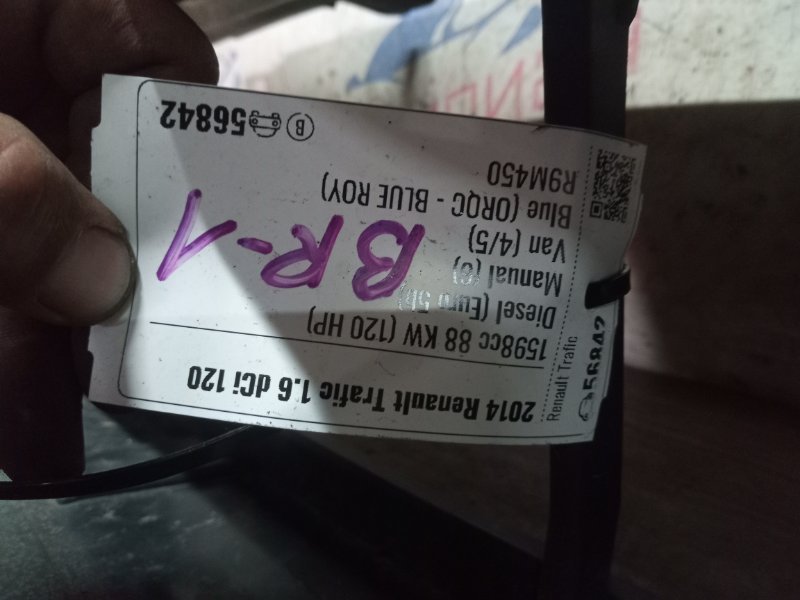 2014 Renault Trafic 1.6 dCi 120
1598cc 88 KW (120 HP)
Diesel (Euro 5b)
Manual (6)
Van (4/5)
Blue (ORQC - BLUE ROY)
R9M450
B 56842
BR-1
Renault Trafic
56842